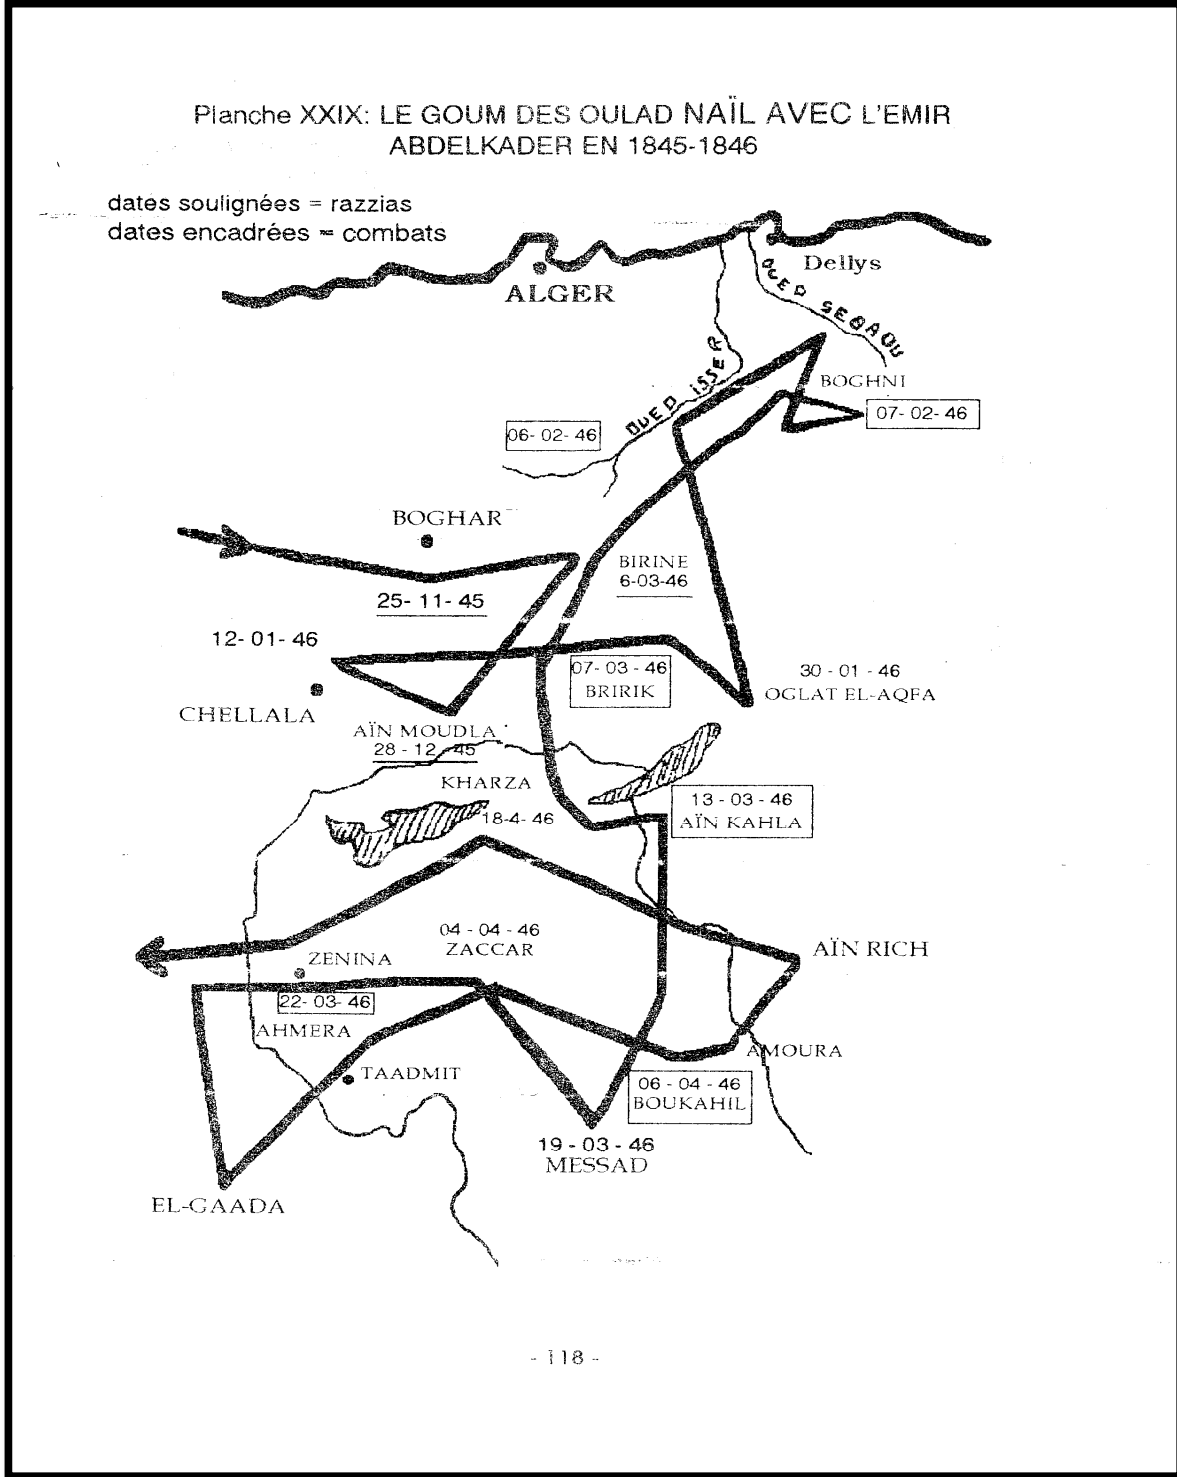 Planche XXIX: LE GOUM DES OULAD NAÏL AVEC L'EMIR
ABDELKADER EN 1845-1846
dates soulignées = razzias
dates encadrées = combats
Dellys
ALGER
OUED SEBAOU
OUED ISSER
BOGHNI
07- 02- 46
06- 02- 46
BOGHAR
BIRINE
6-03-46
25- 11- 45
12- 01- 46
07- 03 - 46
BRIRIK
30 - 01 - 46
OGLAT EL-AQFA
CHELLALA
AÏN MOUDLA
28 - 12 - 45
KHARZA
18-4- 46
13 - 03 - 46
AÏN KAHLA
04 - 04 - 46
ZACCAR
AÏN RICH
ZENINA
22- 03- 46
AHMERA
AMOURA
TAADMIT
06 - 04 - 46
BOUKAHIL
19 - 03 - 46
MESSAD
EL-GAADA
- 118 -